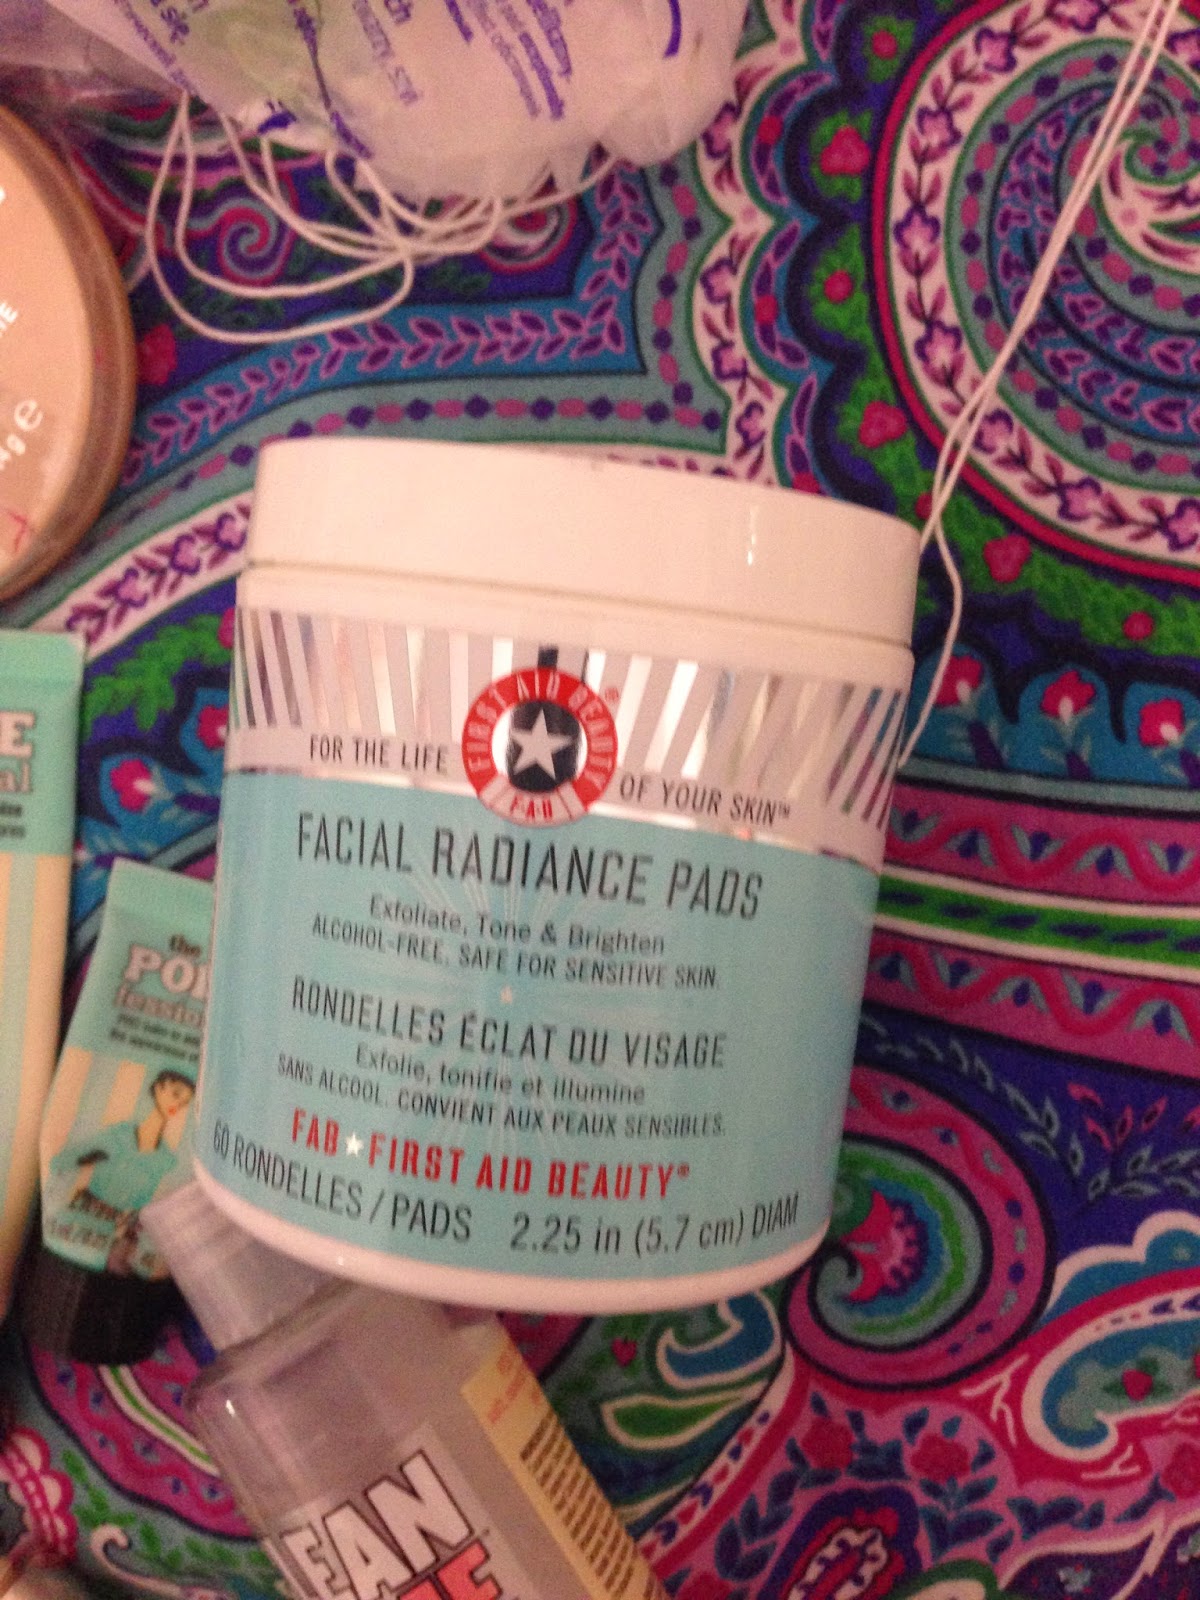 e
FIRST AID BEAUTY®
F·A·B
FOR THE LIFE OF YOUR SKIN™
FACIAL RADIANCE PADS
Exfoliate, Tone & Brighten
ALCOHOL-FREE. SAFE FOR SENSITIVE SKIN.
RONDELLES ÉCLAT DU VISAGE
Exfolie, tonifie et illumine
SANS ALCOOL. CONVIENT AUX PEAUX SENSIBLES.
FAB★FIRST AID BEAUTY®
60 RONDELLES / PADS 2.25 in (5.7 cm) DIAM
the